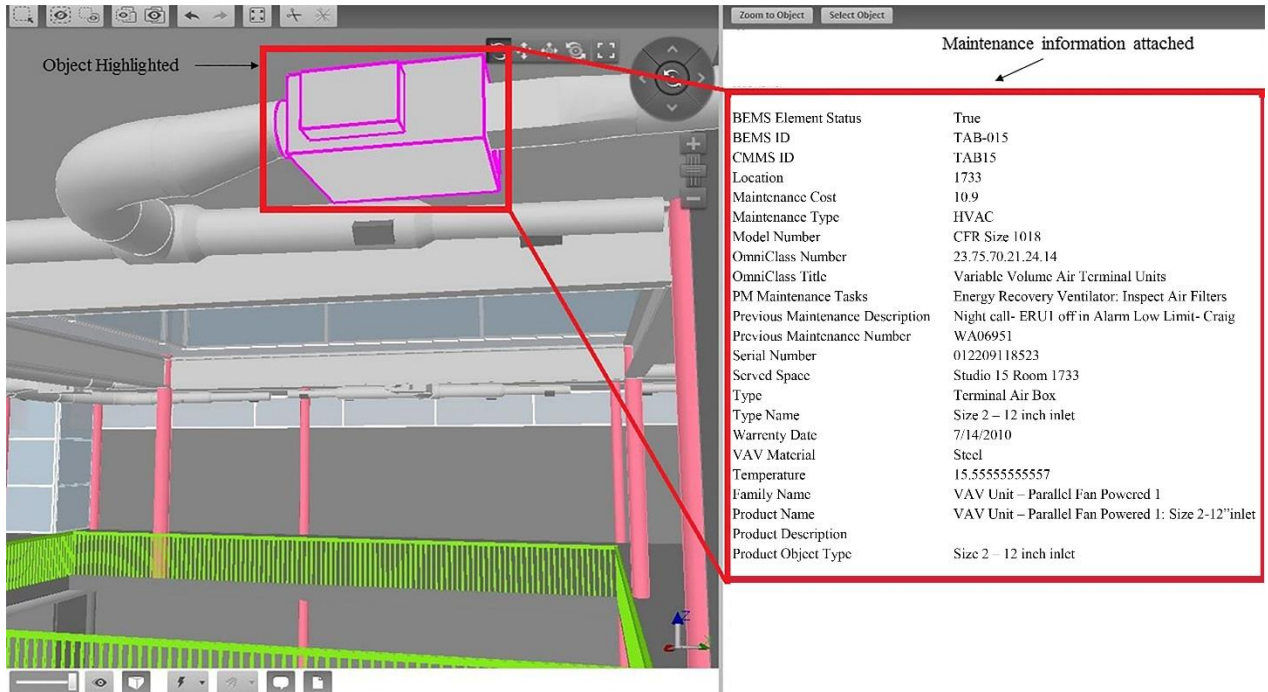 Zoom to Object Select Object
Maintenance information attached
Object Highlighted
BEMS Element Status True
BEMS ID TAB-015
CMMS ID TAB15
Location 1733
Maintenance Cost 10.9
Maintenance Type HVAC
Model Number CFR Size 1018
OmniClass Number 23.75.70.21.24.14
OmniClass Title Variable Volume Air Terminal Units
PM Maintenance Tasks Energy Recovery Ventilator: Inspect Air Filters
Previous Maintenance Description Night call- ERU1 off in Alarm Low Limit- Craig
Previous Maintenance Number WA06951
Serial Number 012209118523
Served Space Studio 15 Room 1733
Type Terminal Air Box
Type Name Size 2 – 12 inch inlet
Warrenty Date 7/14/2010
VAV Material Steel
Temperature 15.55555555557
Family Name VAV Unit – Parallel Fan Powered 1
Product Name VAV Unit – Parallel Fan Powered 1: Size 2-12”inlet
Product Description
Product Object Type Size 2 – 12 inch inlet
Z